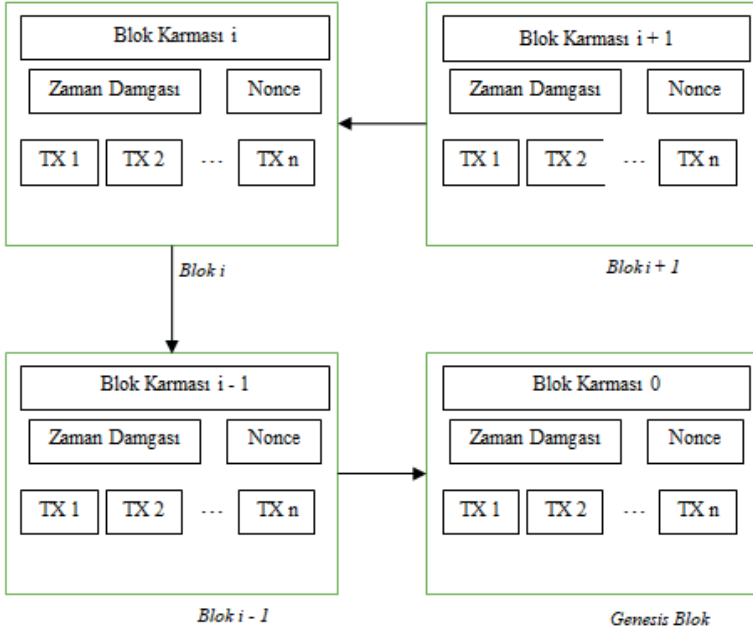 Blok Karması i
Zaman Damgası Nonce
TX 1 TX 2 ... TX n
Blok i
Blok Karması i + 1
Zaman Damgası Nonce
TX 1 TX 2 ... TX n
Blok i + 1
Blok Karması i - 1
Zaman Damgası Nonce
TX 1 TX 2 ... TX n
Blok i - 1
Blok Karması 0
Zaman Damgası Nonce
TX 1 TX 2 ... TX n
Genesis Blok